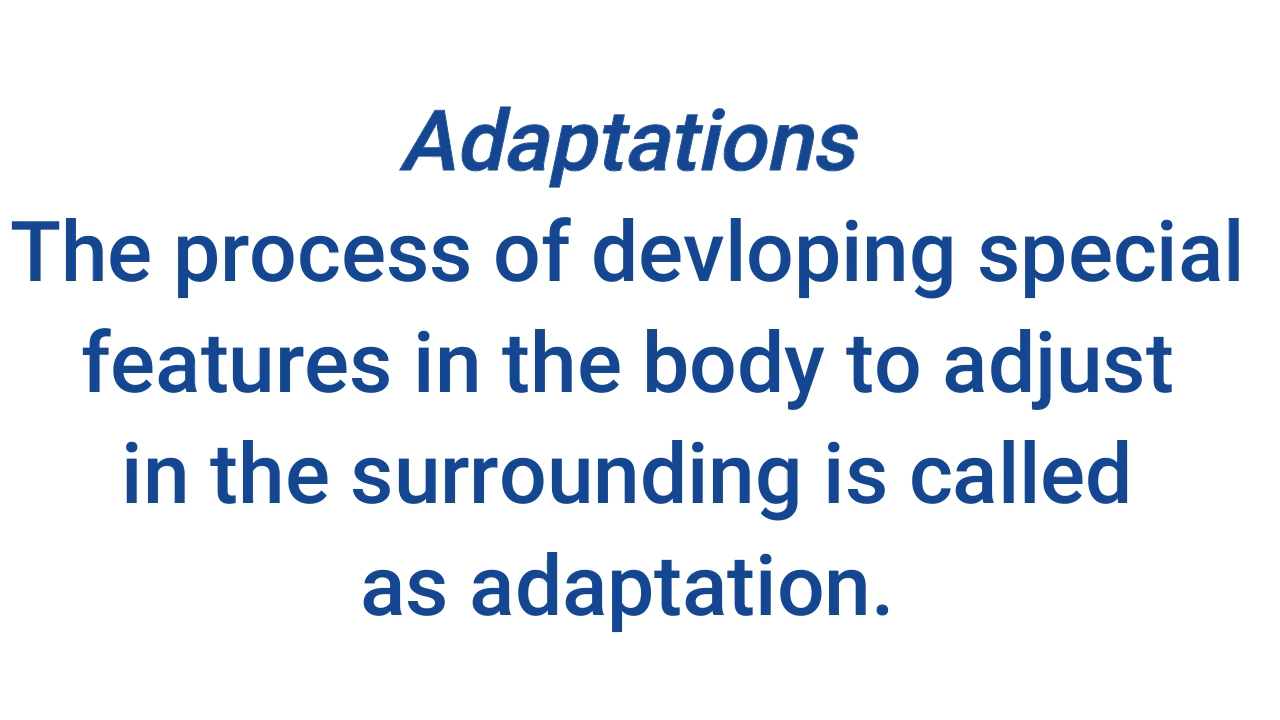 Adaptations
The process of devloping special
features in the body to adjust
in the surrounding is called
as adaptation.